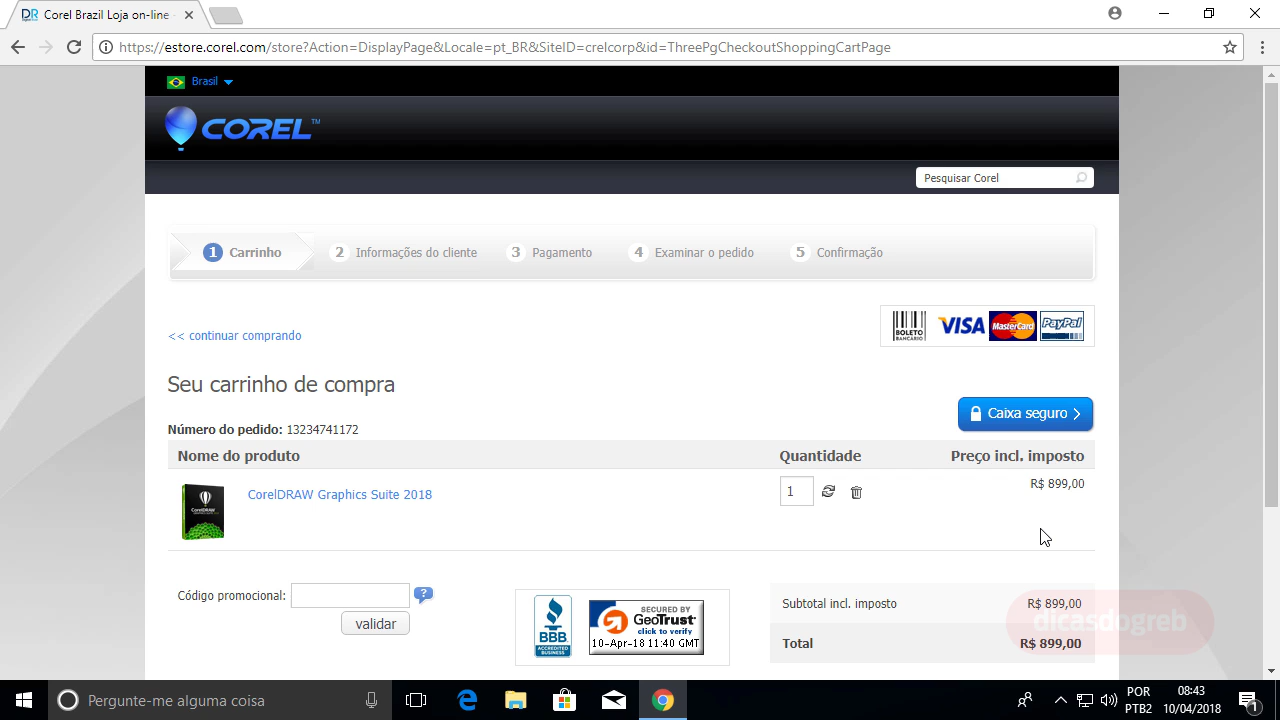 Corel Brazil Loja on-line
https://estore.corel.com/store?Action=DisplayPage&Locale=pt_BR&SiteID=crelcorp&id=ThreePgCheckoutShoppingCartPage
Brasil
COREL™
Pesquisar Corel
1 Carrinho 2 Informações do cliente 3 Pagamento 4 Examinar o pedido 5 Confirmação
<< continuar comprando
BOLETO BANCÁRIO VISA MasterCard PayPal
Seu carrinho de compra
Caixa seguro
Número do pedido: 13234741172
Nome do produto Quantidade Preço incl. imposto
CorelDRAW Graphics Suite 2018 1 R$ 899,00
Código promocional: ?
validar
BBB
ACCREDITED BUSINESS
SECURED BY
GeoTrust
click to verify
10-Apr-18 11:40 GMT
Subtotal incl. imposto R$ 899,00
picasdogreb
Total R$ 899,00
Pergunte-me alguma coisa
POR
PTB2
08:43
10/04/2018
1